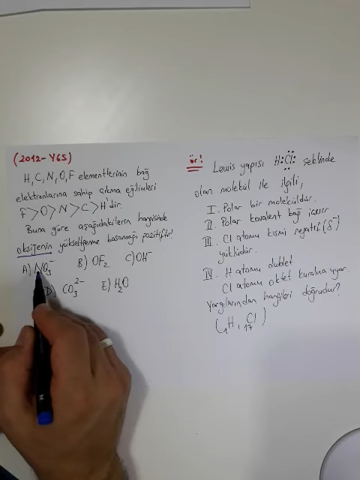 (2012-YGS)
H, C, N, O, F elementlerinin bağ
elektronlarına sahip çıkma eğilimleri
F > O > N > C > H'dir.
Buna göre aşağıdakilerin hangisinde
oksijenin yükseltgenme basamağı pozitiftir?
A) NO3⁻ B) OF2 C) OH⁻
D) CO3²⁻ E) H2O
ör! Lewis yapısı H:Cl: şeklinde
olan molekül ile ilgili,
I. Polar bir moleküldür.
II. Polar kovalent bağ içerir.
III. Cl atomu kısmi negatif (δ⁻)
yüklüdür.
IV. H atomu dublet
Cl atomu oktet kuralına uyar.
Yargılarından hangileri doğrudur?
(1H, 17Cl)